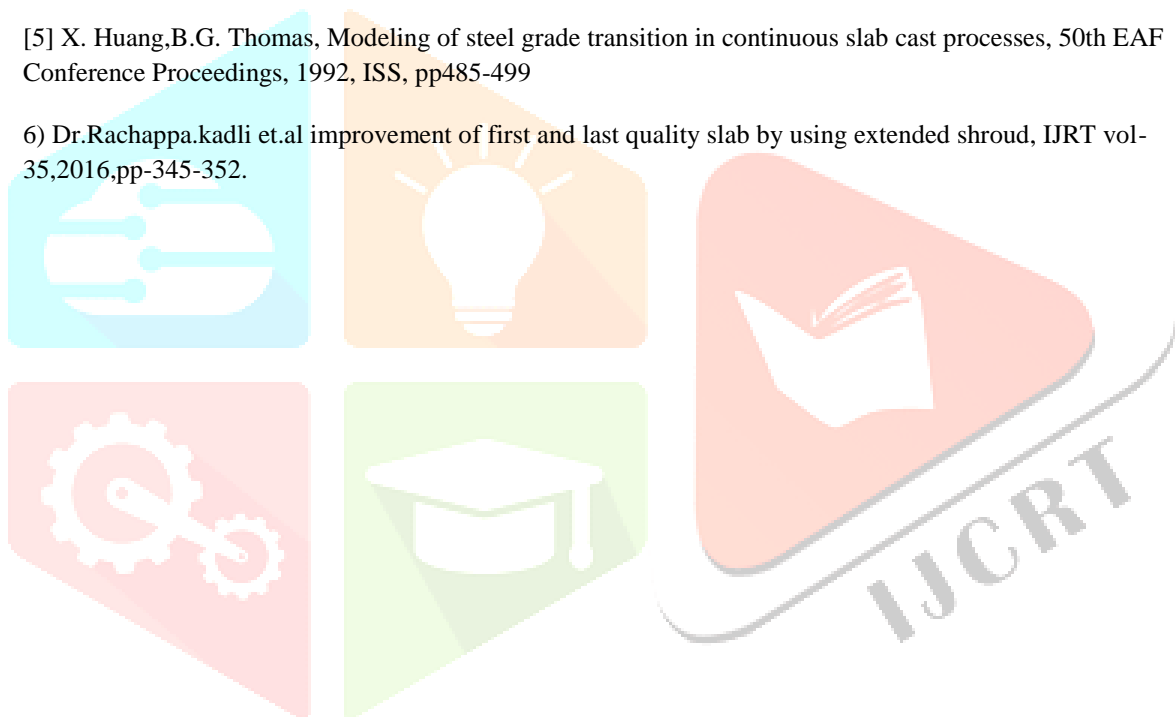 [5] X. Huang,B.G. Thomas, Modeling of steel grade transition in continuous slab cast processes, 50th EAF
Conference Proceedings, 1992, ISS, pp485-499
6) Dr.Rachappa.kadli et.al improvement of first and last quality slab by using extended shroud, IJRT vol-
35,2016,pp-345-352.
IJCRT